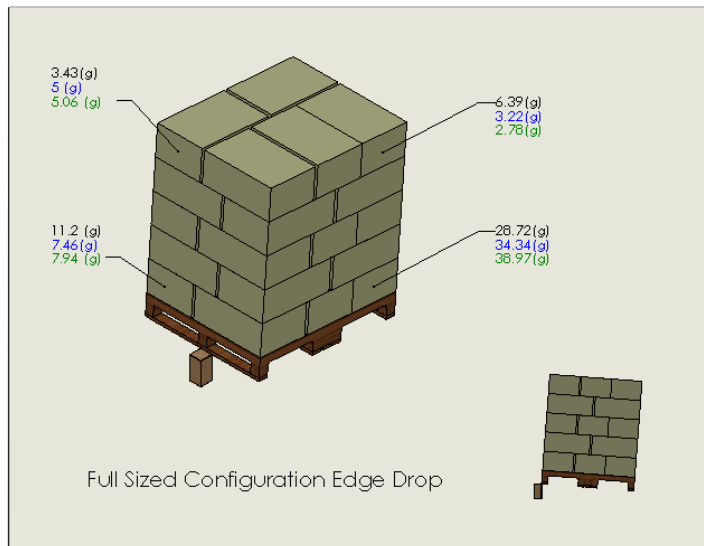 3.43(g)
5 (g)
5.06 (g)
6.39(g)
3.22(g)
2.78 (g)
11.2 (g)
7.46(g)
7.94 (g)
28.72(g)
34.34(g)
38.97(g)
Full Sized Configuration Edge Drop